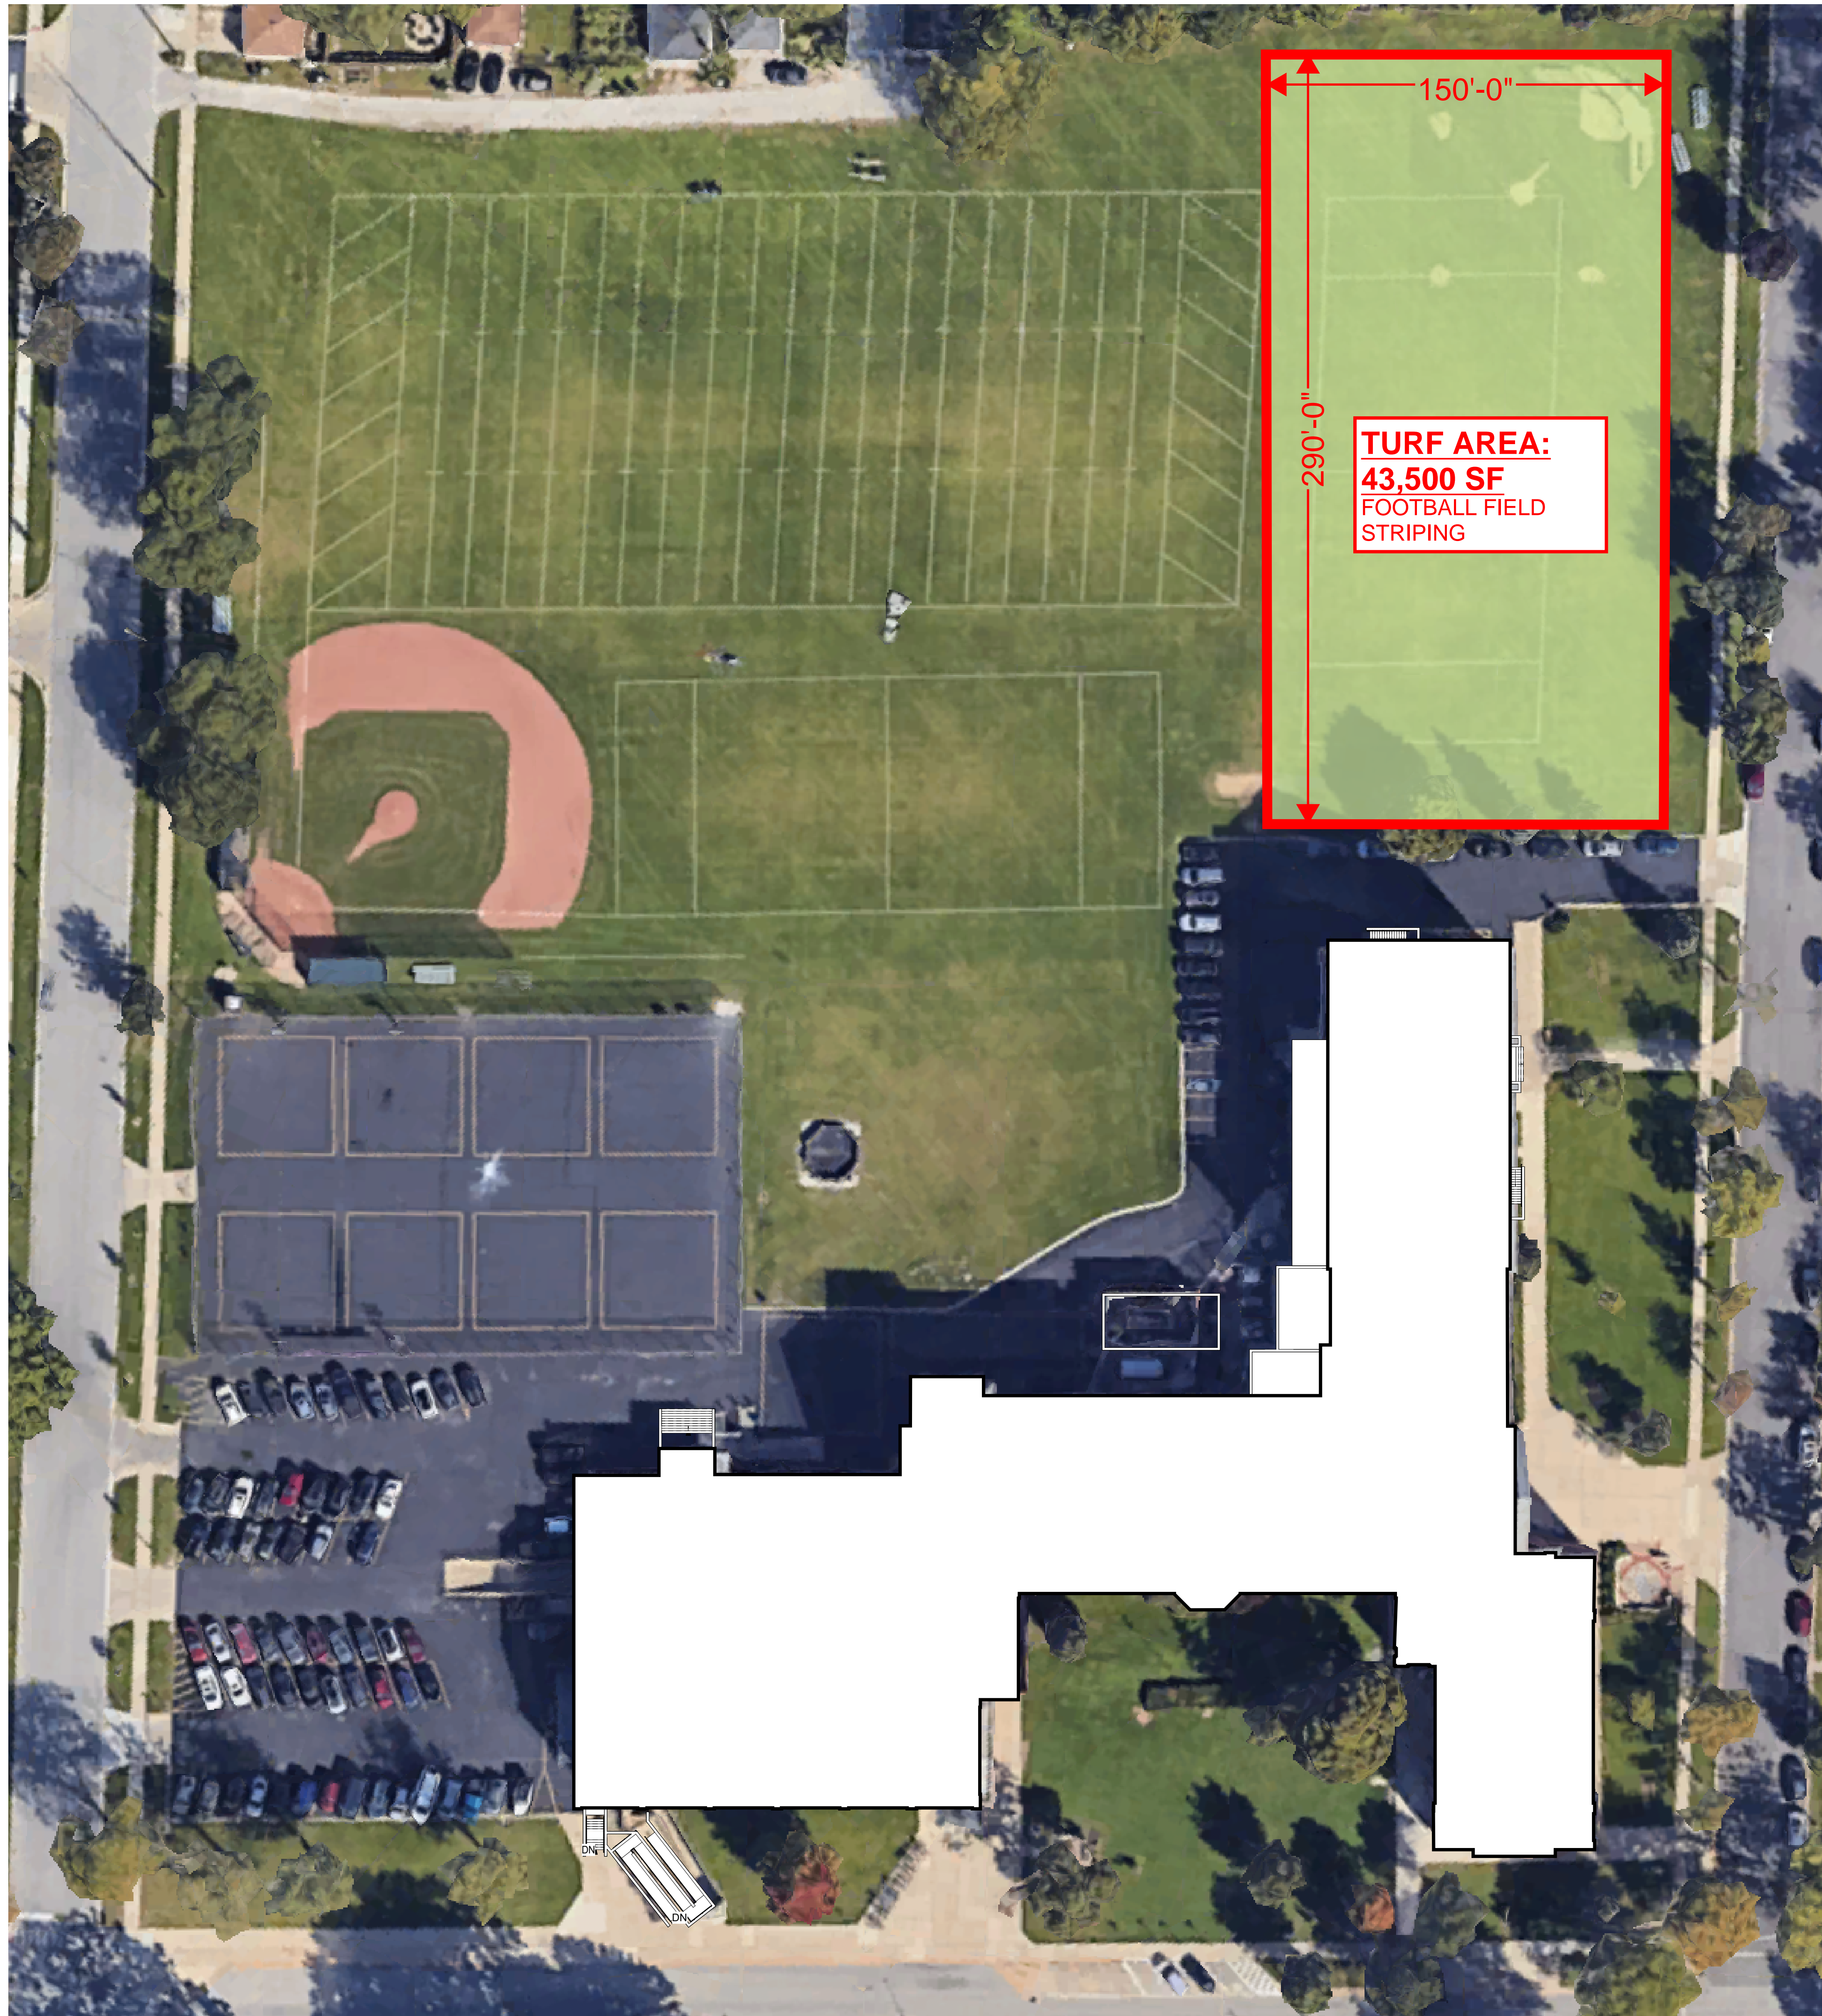 150'-0"
290'-0"
TURF AREA:
43,500 SF
FOOTBALL FIELD
STRIPING
DN
DN